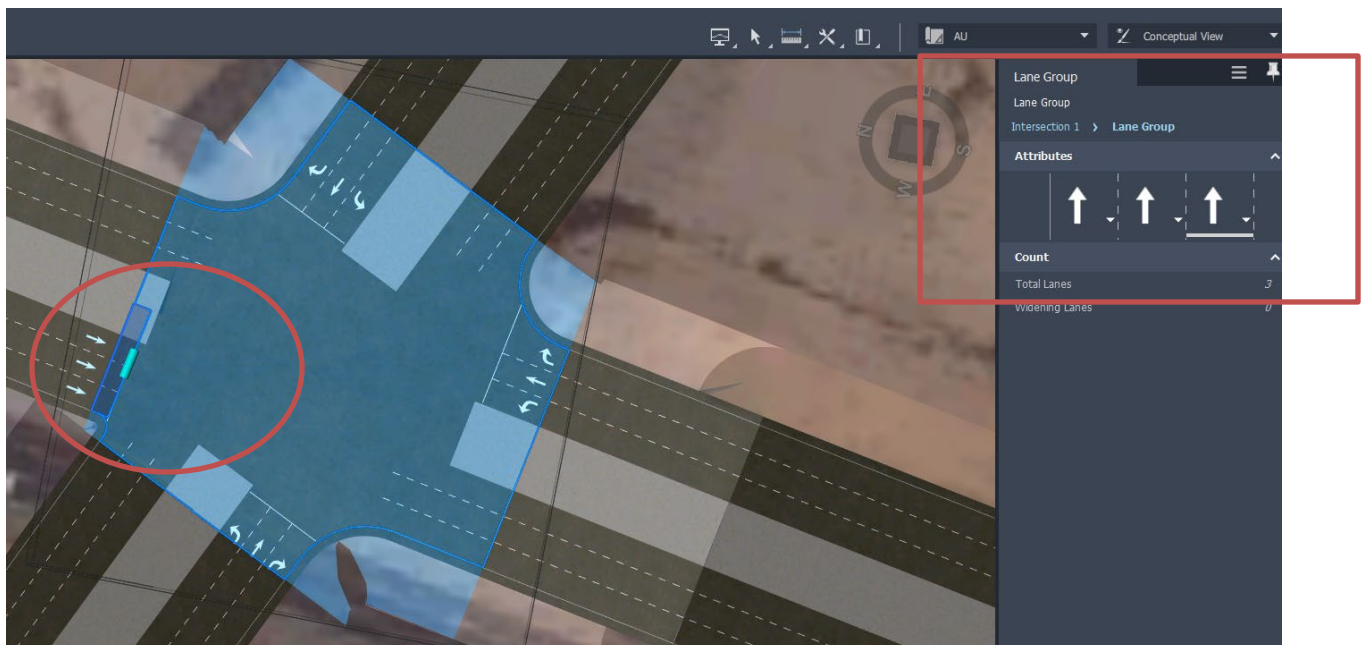 AU
Conceptual View
Lane Group
Lane Group
Intersection 1 > Lane Group
Attributes
Count
Total Lanes 3
Widening Lanes 0
N
S
W